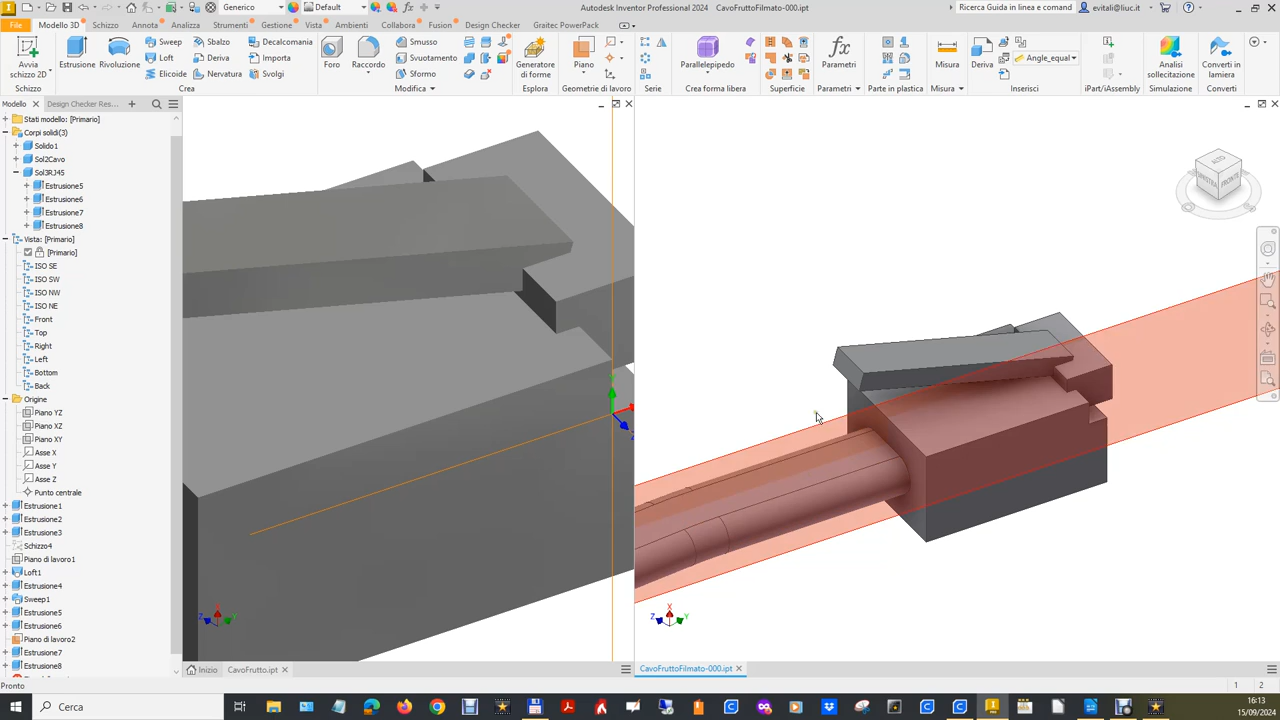 Generico
Default
Autodesk Inventor Professional 2024 CavoFruttoFilmato-000.ipt
Ricerca Guida in linea e comandi
evitali@liuc.it
File
Modello 3D
Schizzo
Annota
Analizza
Strumenti
Gestione
Vista
Ambienti
Collabora
Fusion
Design Checker
Graitec PowerPack
Avvia schizzo 2D
Estrusione
Rivoluzione
Sweep
Loft
Elicoide
Sbalzo
Deriva
Nervatura
Decalcomania
Importa
Svolgi
Foro
Raccordo
Smusso
Svuotamento
Sformo
Generatore di forme
Piano
Parallelepipedo
Parametri
Misura
Deriva
Angle_equal
Analisi sollecitazione
Converti in lamiera
Schizzo
Crea
Modifica
Esplora
Geometrie di lavoro
Serie
Crea forma libera
Superficie
Parametri
Parte in plastica
Misura
Inserisci
iPart/iAssembly
Simulazione
Converti
Modello
Design Checker Res...
Stati modello: [Primario]
Corpi solidi(3)
Solido1
Sol2Cavo
Sol3RJ45
Estrusione5
Estrusione6
Estrusione7
Estrusione8
Vista: [Primario]
[Primario]
ISO SE
ISO SW
ISO NW
ISO NE
Front
Top
Right
Left
Bottom
Back
Origine
Piano YZ
Piano XZ
Piano XY
Asse X
Asse Y
Asse Z
Punto centrale
Estrusione1
Estrusione2
Estrusione3
Schizzo4
Piano di lavoro1
Loft1
Estrusione4
Sweep1
Estrusione5
Estrusione6
Piano di lavoro2
Estrusione7
Estrusione8
FRONTE
X
Z
Y
X
Z
Y
Inizio
CavoFrutto.ipt
CavoFruttoFilmato-000.ipt
Pronto
1
2
Cerca
16:13
15/09/2024